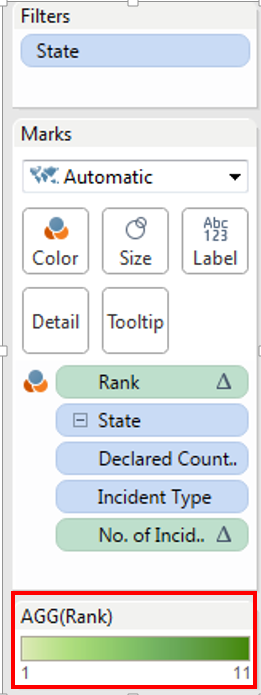 Filters
State
Marks
Automatic
Color Size Abc 123 Label
Detail Tooltip
Rank Δ
State
Declared Count..
Incident Type
No. of Incid.. Δ
AGG(Rank)
1 11